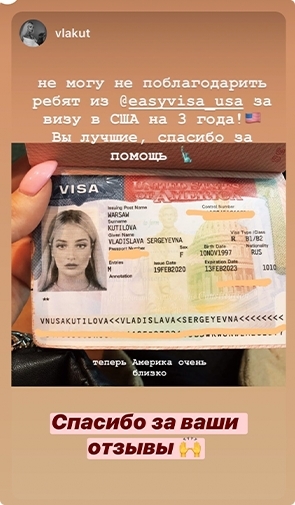 vlakut
не могу не поблагодарить
ребят из @easyvisa_usa за
визу в США на 3 года!🇺🇸
Вы лучшие, спасибо за
помощь 🗽
VISA
UNITED STATES
OF AMERICA
Issuing Post Name
WARSAW
Control Number
Surname
KUTILOVA
Given Name
VLADISLAVA SERGEYEVNA
Visa Type /Class
R B1/B2
Passport Number
Sex
F
Birth Date
10NOV1997
Nationality
RUS
Entries
M
Issue Date
19FEB2020
Expiration Date
13FEB2023
Annotation
1010
**
VNUSAKUTILOVA<<VLADISLAVA<SERGEYEVNA<<<<<<<
теперь Америка очень
близко
Спасибо за ваши
отзывы 🙌